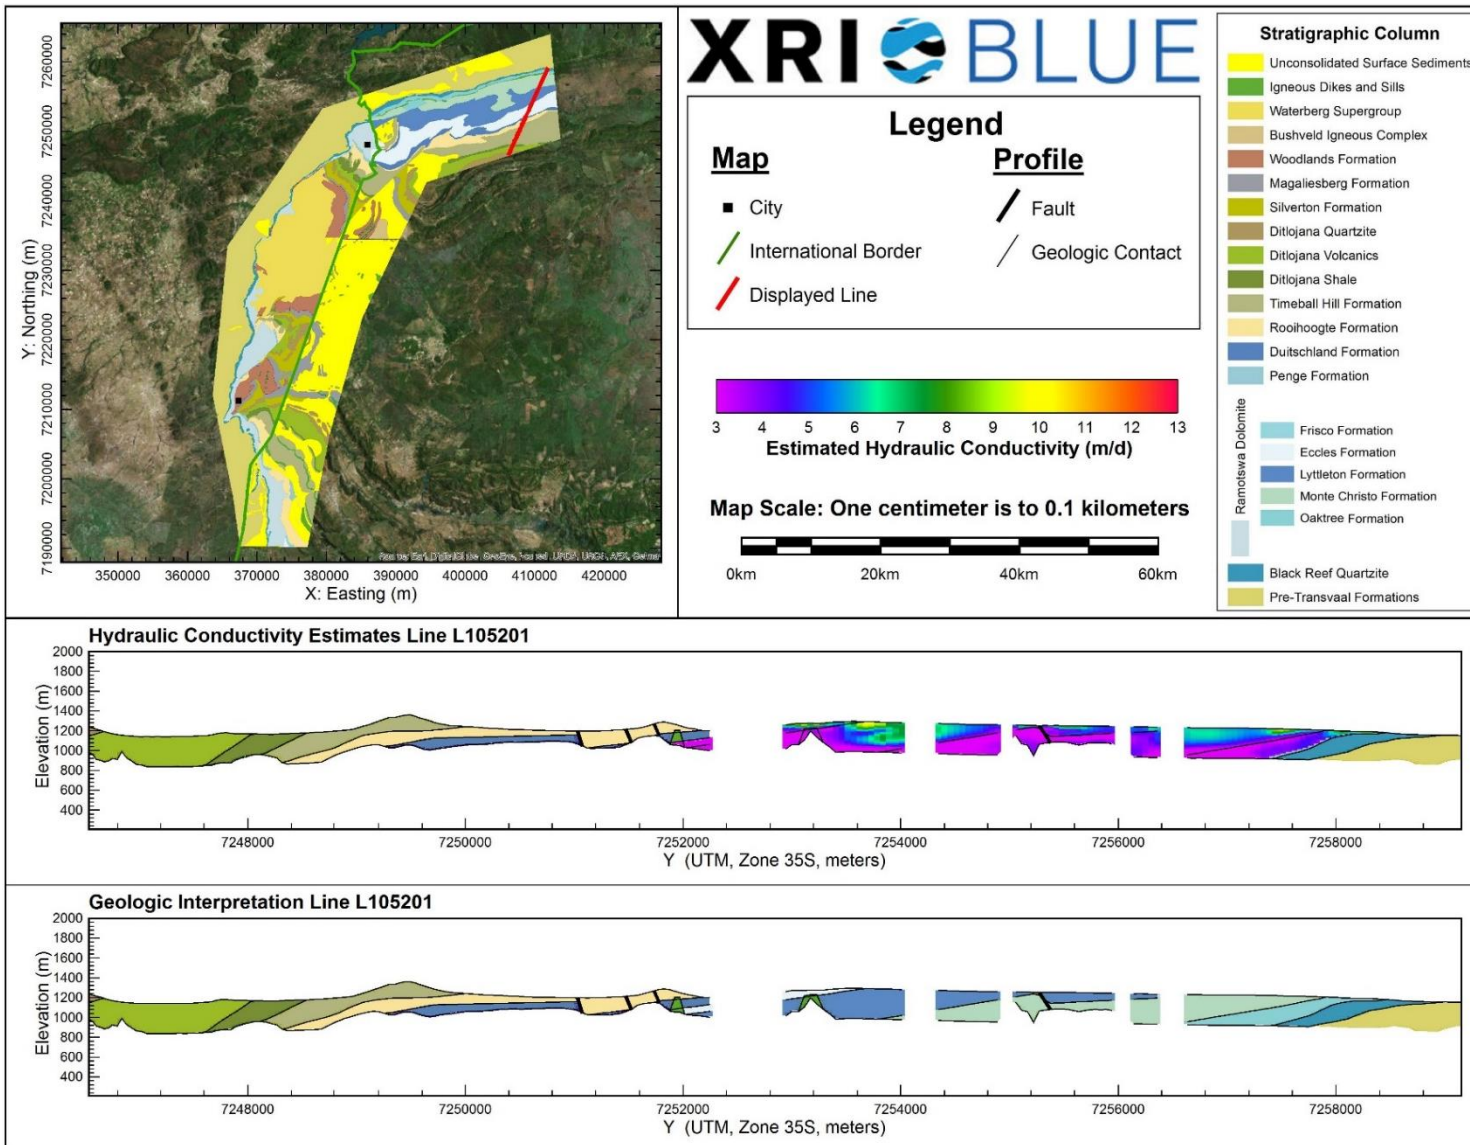 7260000
7250000
7240000
7230000
7220000
7210000
7200000
7190000
Y: Northing (m)
350000 360000 370000 380000 390000 400000 410000 420000
X: Easting (m)
XRI BLUE
Legend
Map
City
International Border
Displayed Line
Profile
Fault
Geologic Contact
3 4 5 6 7 8 9 10 11 12 13
Estimated Hydraulic Conductivity (m/d)
Map Scale: One centimeter is to 0.1 kilometers
0km 20km 40km 60km
Stratigraphic Column
Unconsolidated Surface Sediments
Igneous Dikes and Sills
Waterberg Supergroup
Bushveld Igneous Complex
Woodlands Formation
Magaliesberg Formation
Silverton Formation
Ditlojana Quartzite
Ditlojana Volcanics
Ditlojana Shale
Timeball Hill Formation
Rooihoogte Formation
Duitschland Formation
Penge Formation
Ramotswa Dolomite
Frisco Formation
Eccles Formation
Lyttleton Formation
Monte Christo Formation
Oaktree Formation
Black Reef Quartzite
Pre-Transvaal Formations
Hydraulic Conductivity Estimates Line L105201
2000
1800
1600
1400
1200
1000
800
600
400
Elevation (m)
7248000 7250000 7252000 7254000 7256000 7258000
Y (UTM, Zone 35S, meters)
Geologic Interpretation Line L105201
2000
1800
1600
1400
1200
1000
800
600
400
Elevation (m)
7248000 7250000 7252000 7254000 7256000 7258000
Y (UTM, Zone 35S, meters)